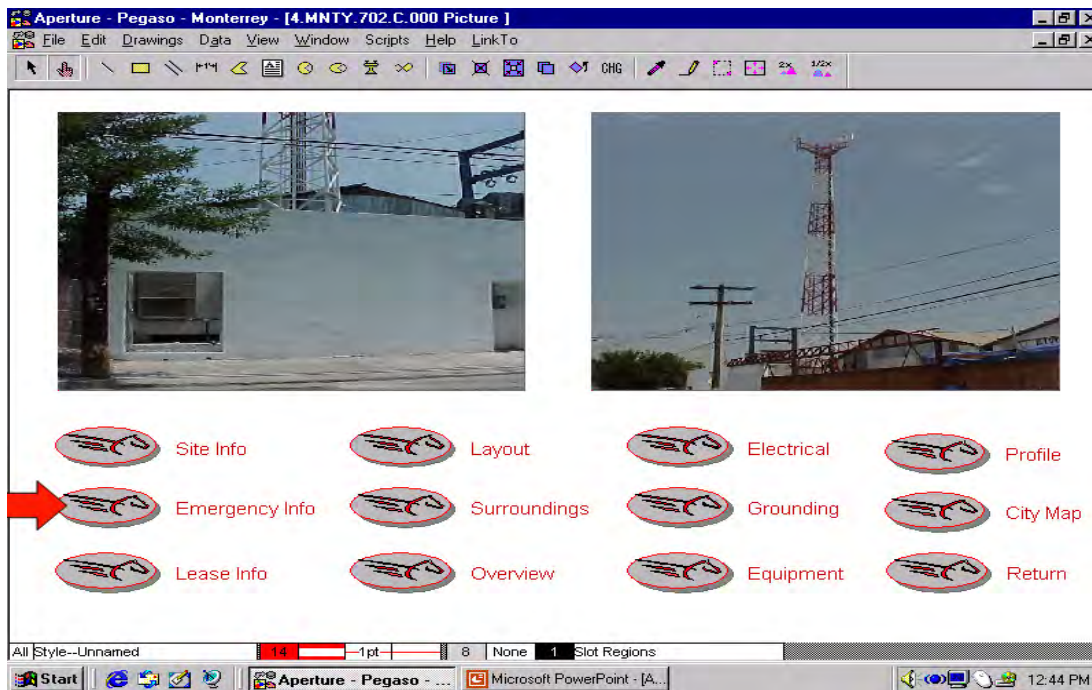 Aperture - Pegaso - Monterrey - [4.MNTY.702.C.000 Picture ]
File Edit Drawings Data View Window Scripts Help LinkTo
CHG 2X 1/2X
Site Info Layout Electrical Profile
Emergency Info Surroundings Grounding City Map
Lease Info Overview Equipment Return
All Style--Unnamed 14 1pt 8 None 1 Slot Regions
Start Aperture - Pegaso - ... Microsoft PowerPoint - [A... 12:44 PM